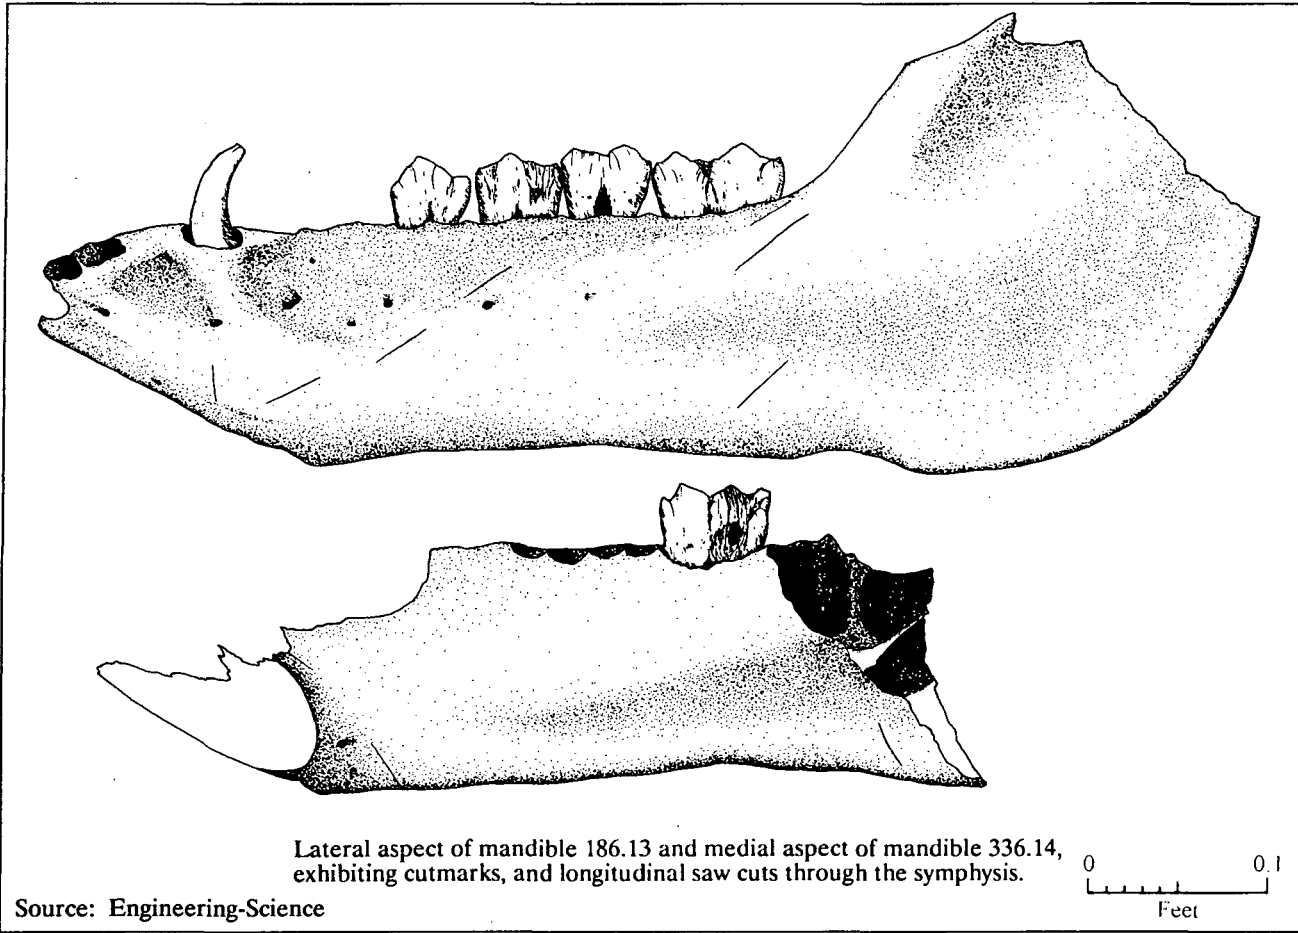 Lateral aspect of mandible 186.13 and medial aspect of mandible 336.14,
exhibiting cutmarks, and longitudinal saw cuts through the symphysis.
0 0.1
Feet
Source: Engineering-Science